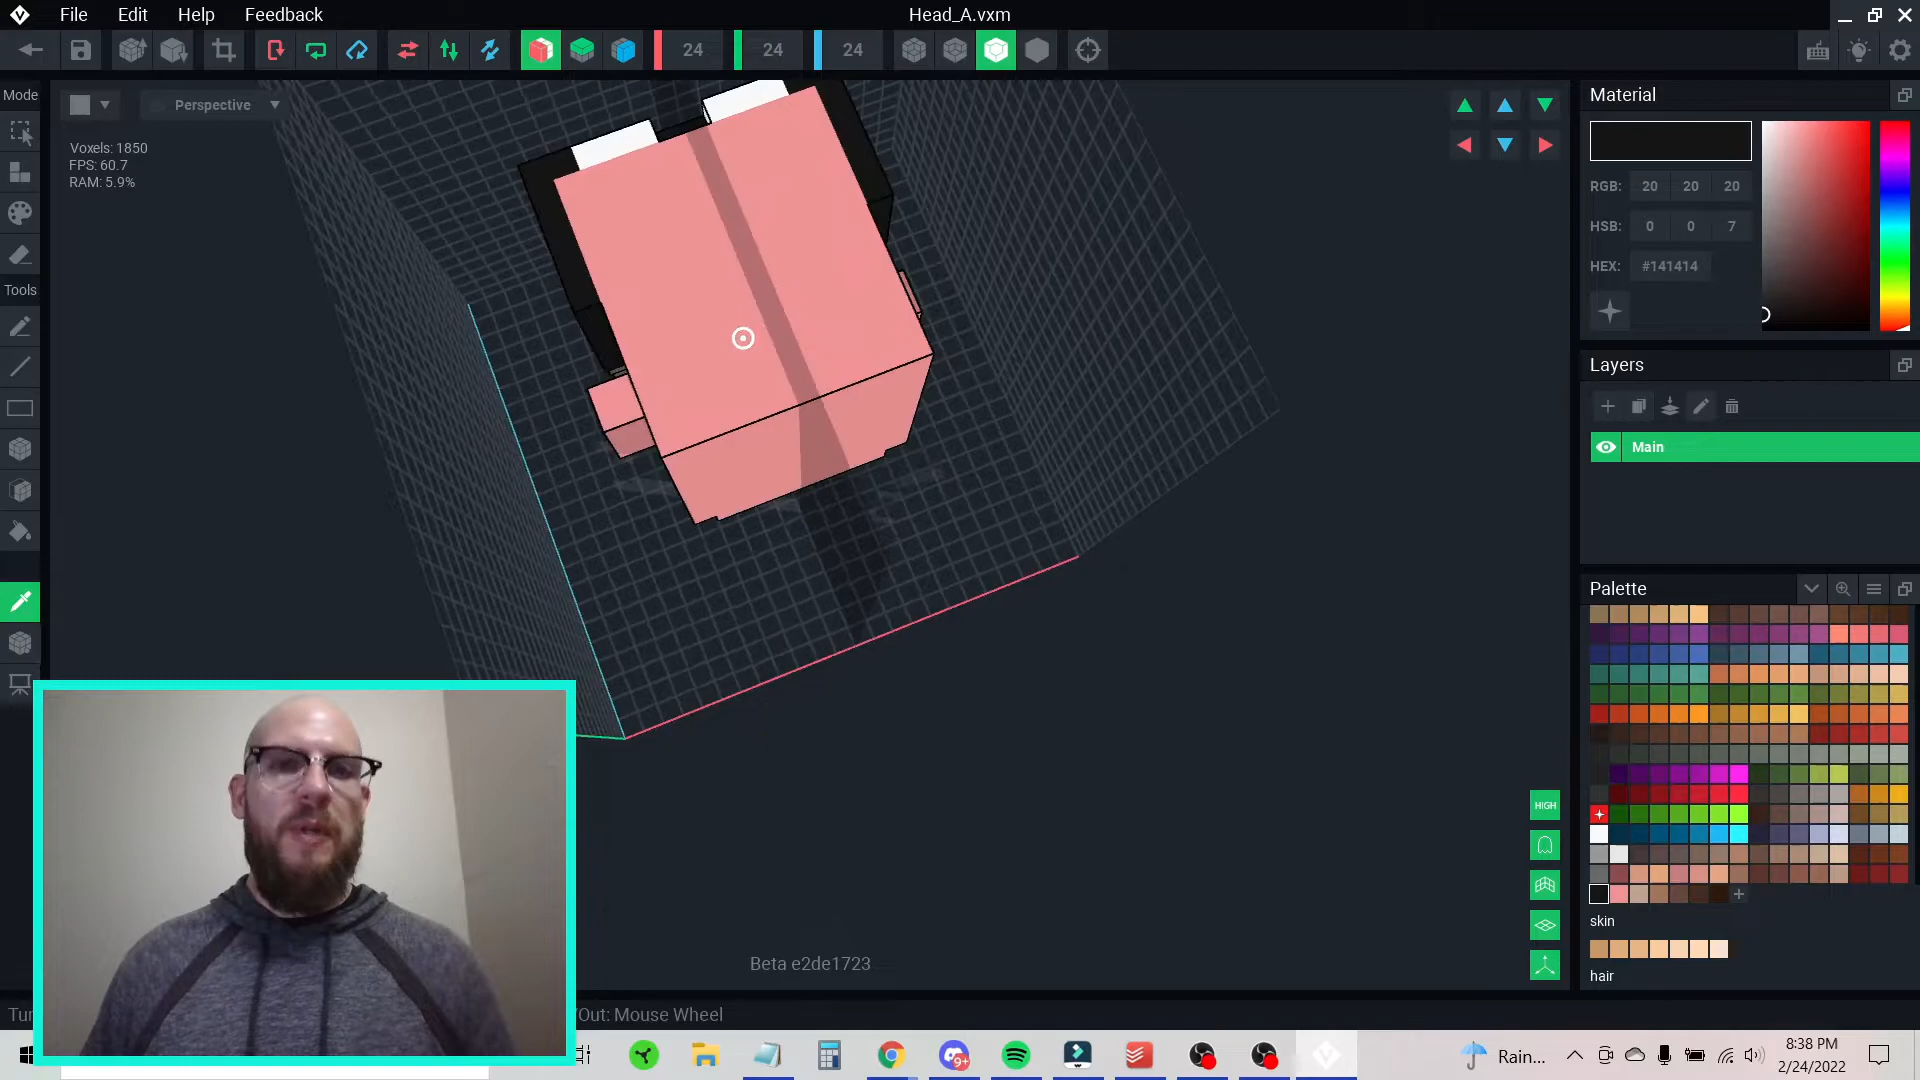 File Edit Help Feedback Head_A.vxm
24 24 24
Mode
Perspective
Voxels: 1850
FPS: 60.7
RAM: 5.9%
Tools
Material
RGB: 20 20 20
HSB: 0 0 7
HEX: #141414
Layers
Main
Palette
HIGH
skin
hair
Beta e2de1723
Tur
/Out: Mouse Wheel
9+
Rain...
8:38 PM
2/24/2022